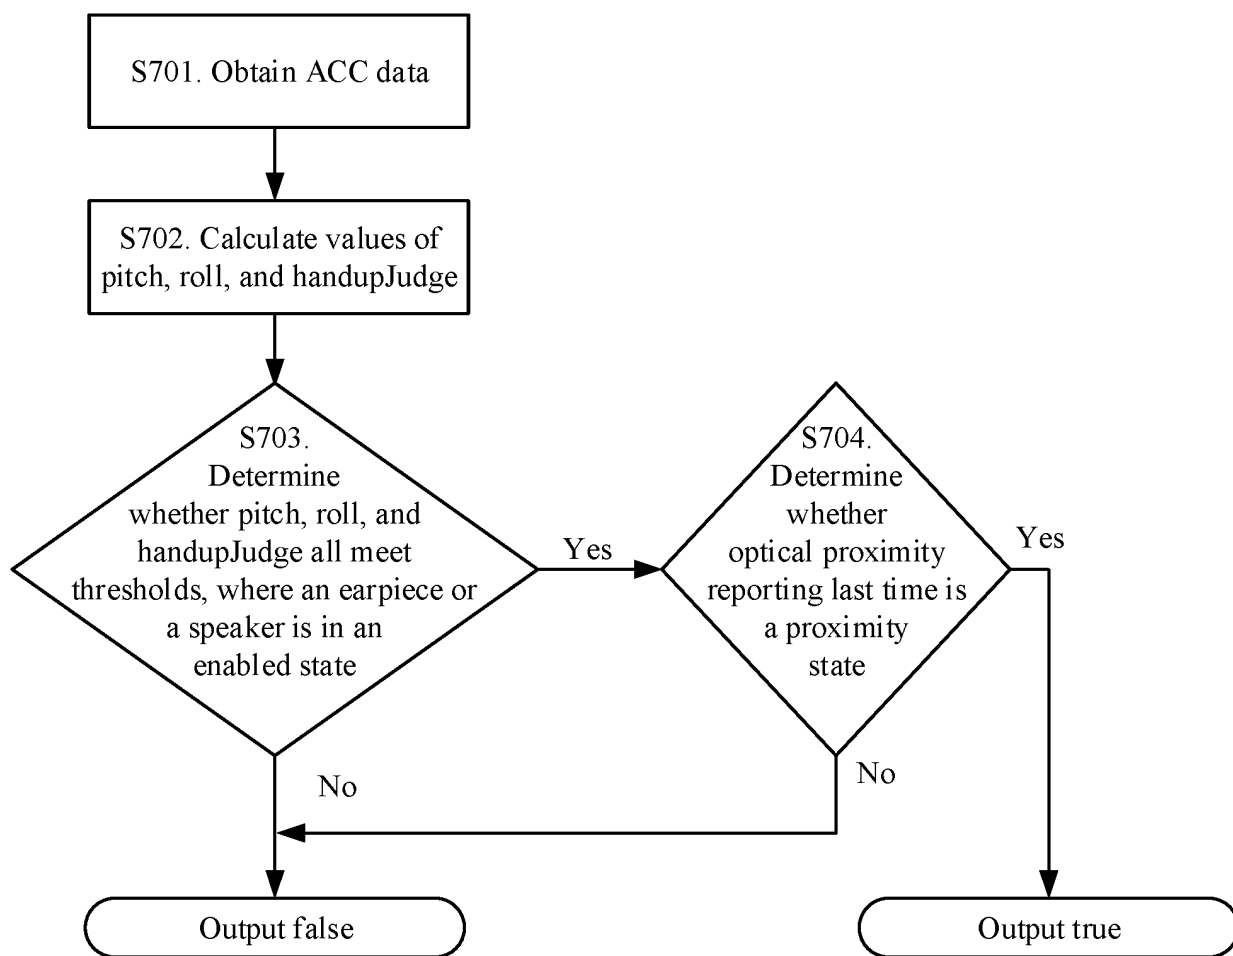 S701. Obtain ACC data
S702. Calculate values of
pitch, roll, and handupJudge
S703.
Determine
whether pitch, roll, and
handupJudge all meet
thresholds, where an earpiece or
a speaker is in an
enabled state
Yes
No
S704.
Determine
whether
optical proximity
reporting last time is
a proximity
state
Yes
No
Output false
Output true